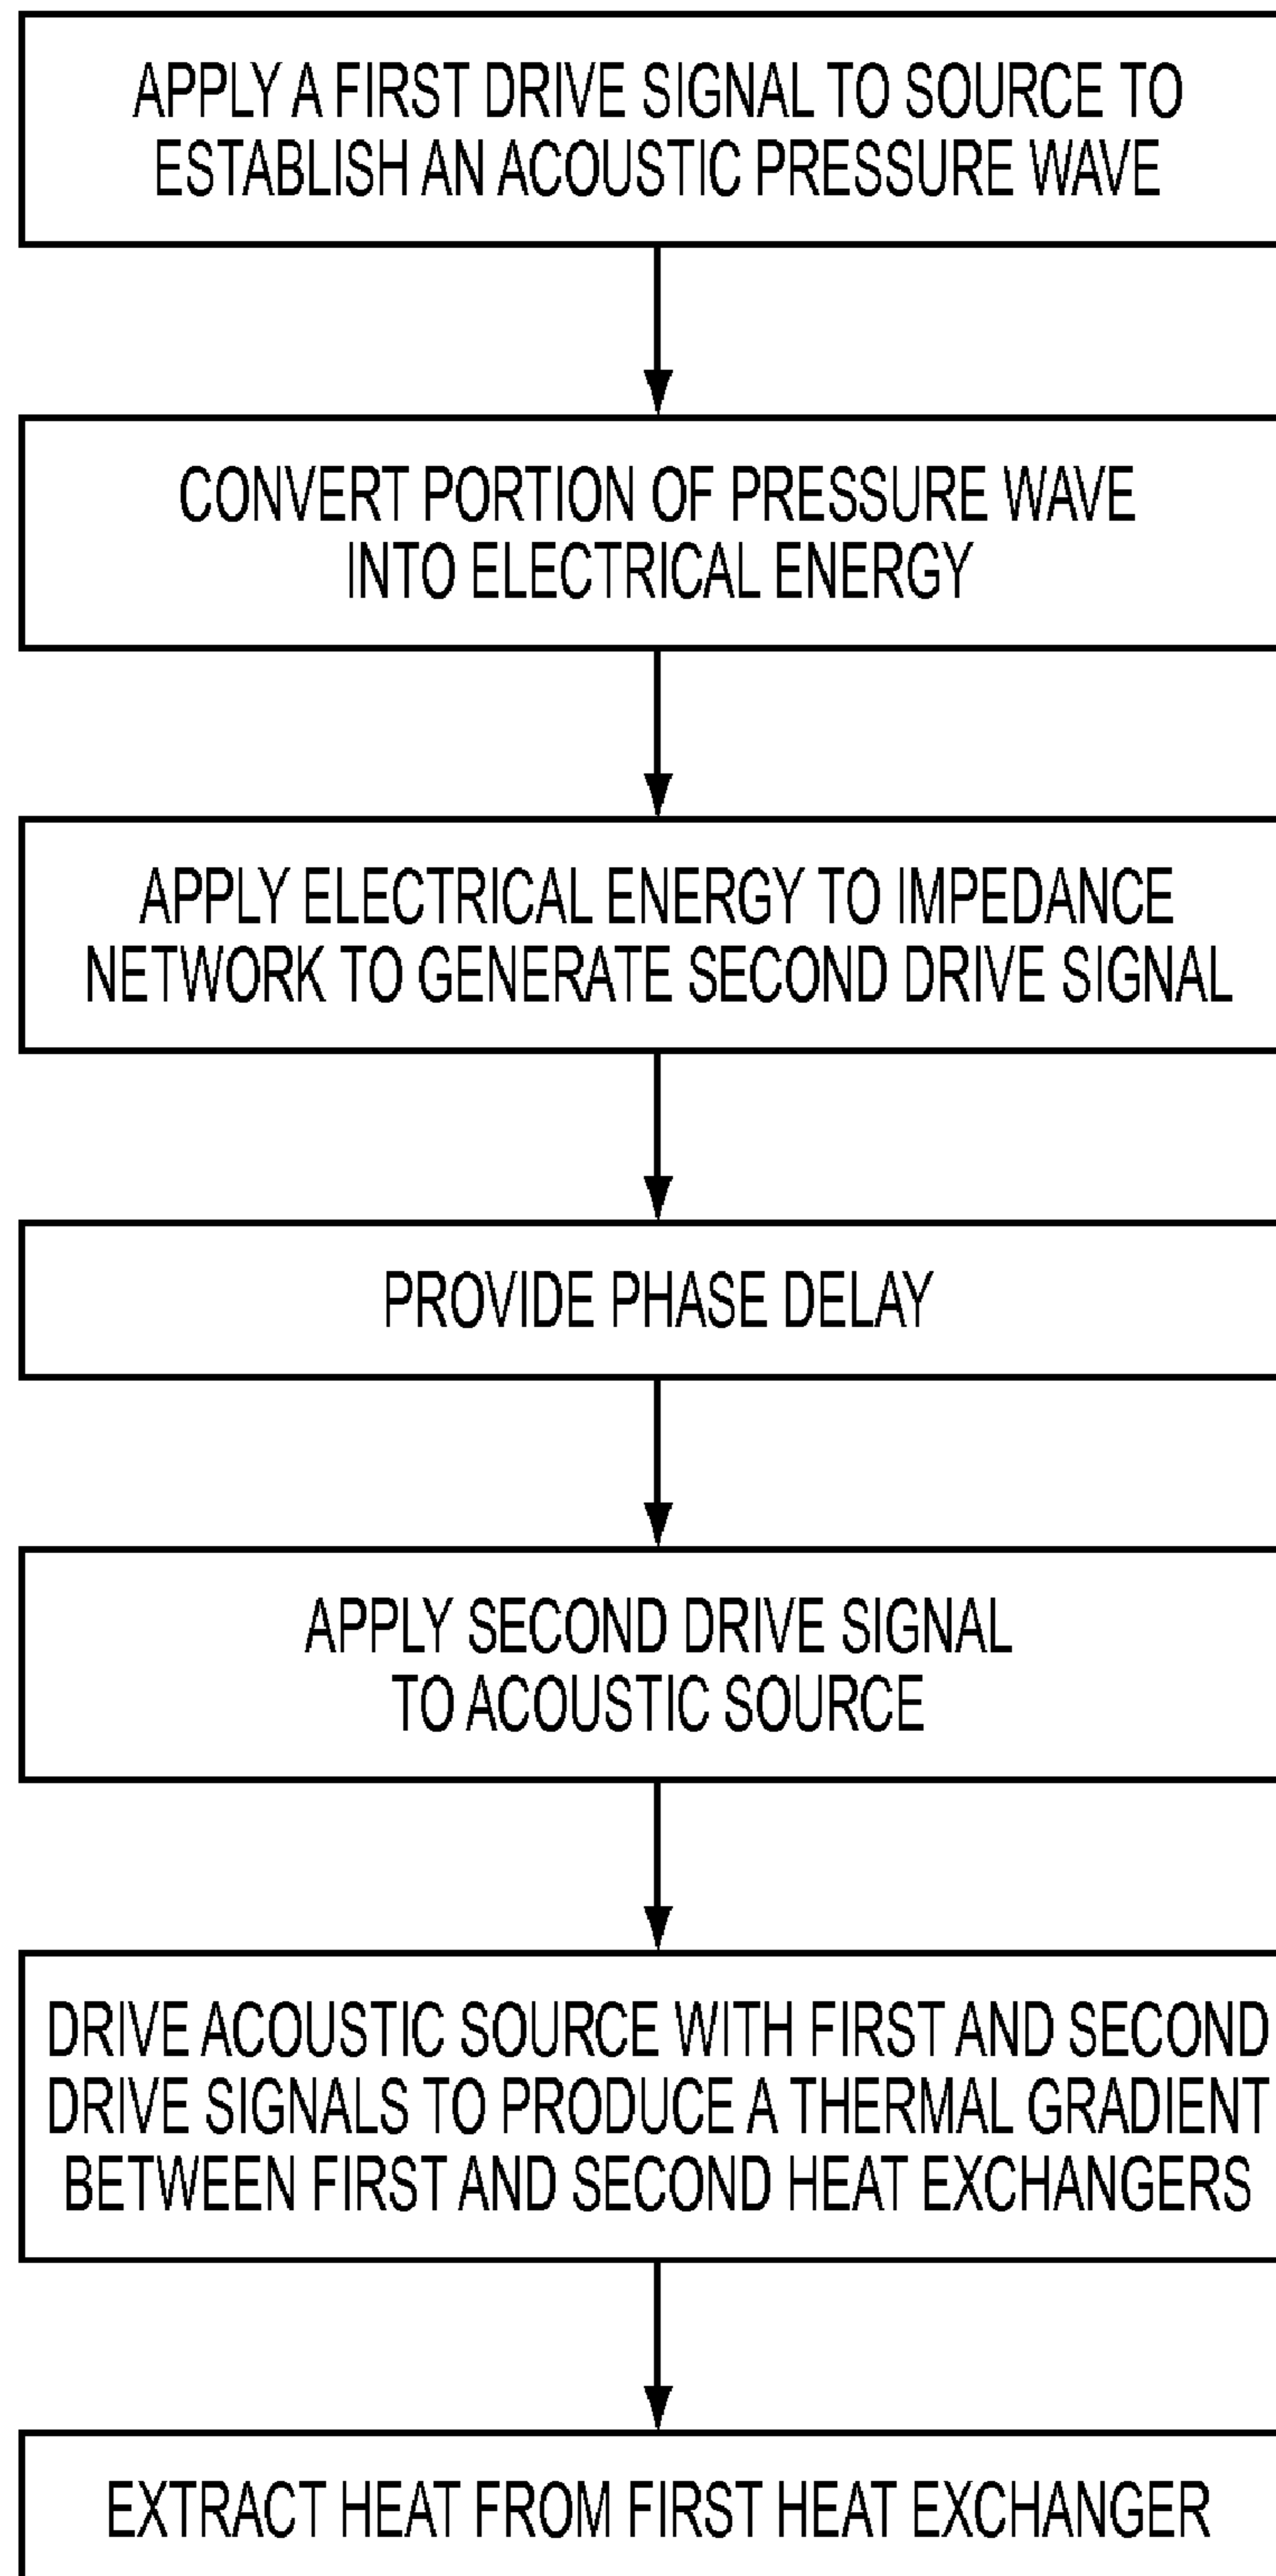 APPLY A FIRST DRIVE SIGNAL TO SOURCE TO
ESTABLISH AN ACOUSTIC PRESSURE WAVE
CONVERT PORTION OF PRESSURE WAVE
INTO ELECTRICAL ENERGY
APPLY ELECTRICAL ENERGY TO IMPEDANCE
NETWORK TO GENERATE SECOND DRIVE SIGNAL
PROVIDE PHASE DELAY
APPLY SECOND DRIVE SIGNAL
TO ACOUSTIC SOURCE
DRIVE ACOUSTIC SOURCE WITH FIRST AND SECOND
DRIVE SIGNALS TO PRODUCE A THERMAL GRADIENT
BETWEEN FIRST AND SECOND HEAT EXCHANGERS
EXTRACT HEAT FROM FIRST HEAT EXCHANGER